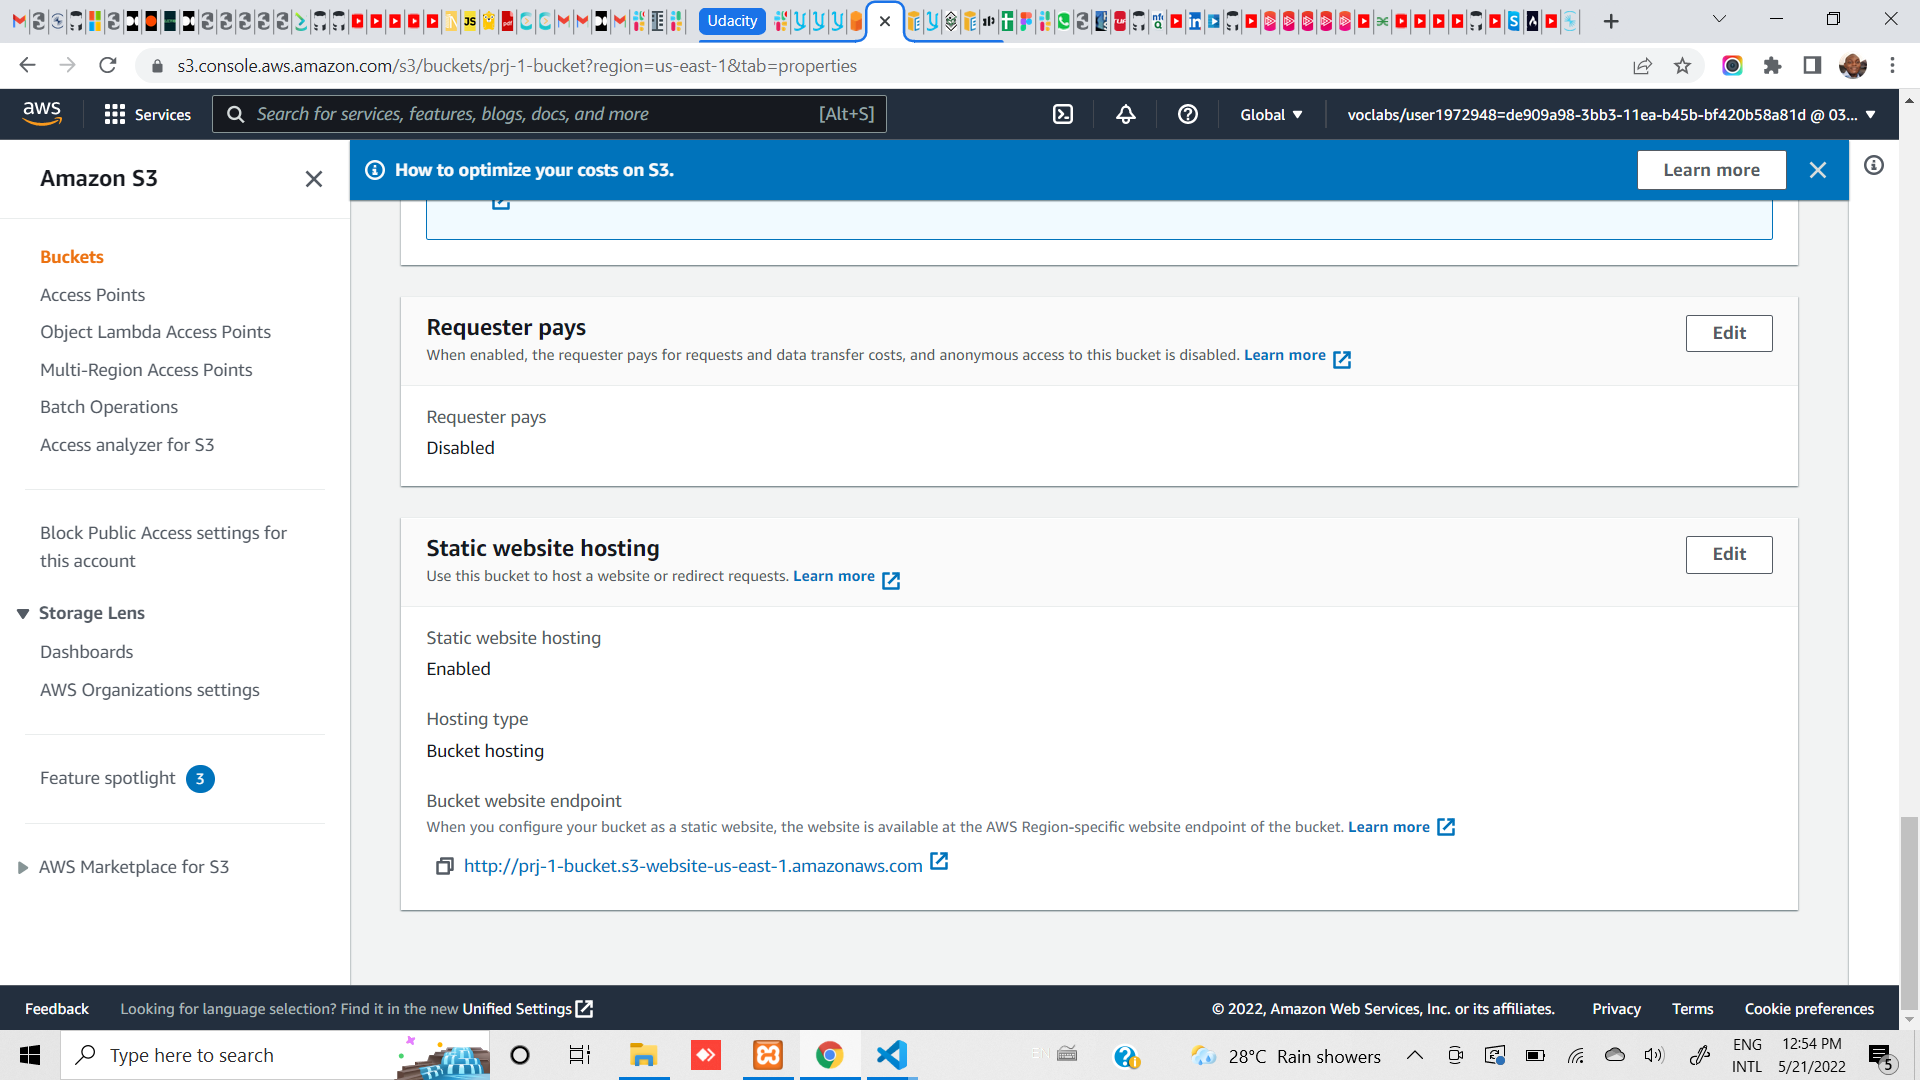 Udacity
s3.console.aws.amazon.com/s3/buckets/prj-1-bucket?region=us-east-1&tab=properties
aws
Services
Search for services, features, blogs, docs, and more
[Alt+S]
Global
voclabs/user1972948=de909a98-3bb3-11ea-b45b-bf420b58a81d @ 03...
Amazon S3
How to optimize your costs on S3.
Learn more
Buckets
Access Points
Object Lambda Access Points
Multi-Region Access Points
Batch Operations
Access analyzer for S3
Block Public Access settings for
this account
Storage Lens
Dashboards
AWS Organizations settings
Feature spotlight 3
AWS Marketplace for S3
Requester pays
Edit
When enabled, the requester pays for requests and data transfer costs, and anonymous access to this bucket is disabled. Learn more
Requester pays
Disabled
Static website hosting
Edit
Use this bucket to host a website or redirect requests. Learn more
Static website hosting
Enabled
Hosting type
Bucket hosting
Bucket website endpoint
When you configure your bucket as a static website, the website is available at the AWS Region-specific website endpoint of the bucket. Learn more
http://prj-1-bucket.s3-website-us-east-1.amazonaws.com
Feedback
Looking for language selection? Find it in the new Unified Settings
© 2022, Amazon Web Services, Inc. or its affiliates.
Privacy
Terms
Cookie preferences
Type here to search
28°C Rain showers
ENG
INTL
12:54 PM
5/21/2022
5